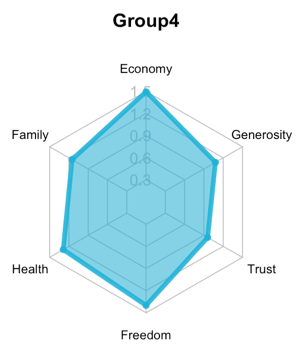 Group4
Economy
1.5
1.2
Family
0.9
Generosity
0.6
0.3
Health
Trust
Freedom